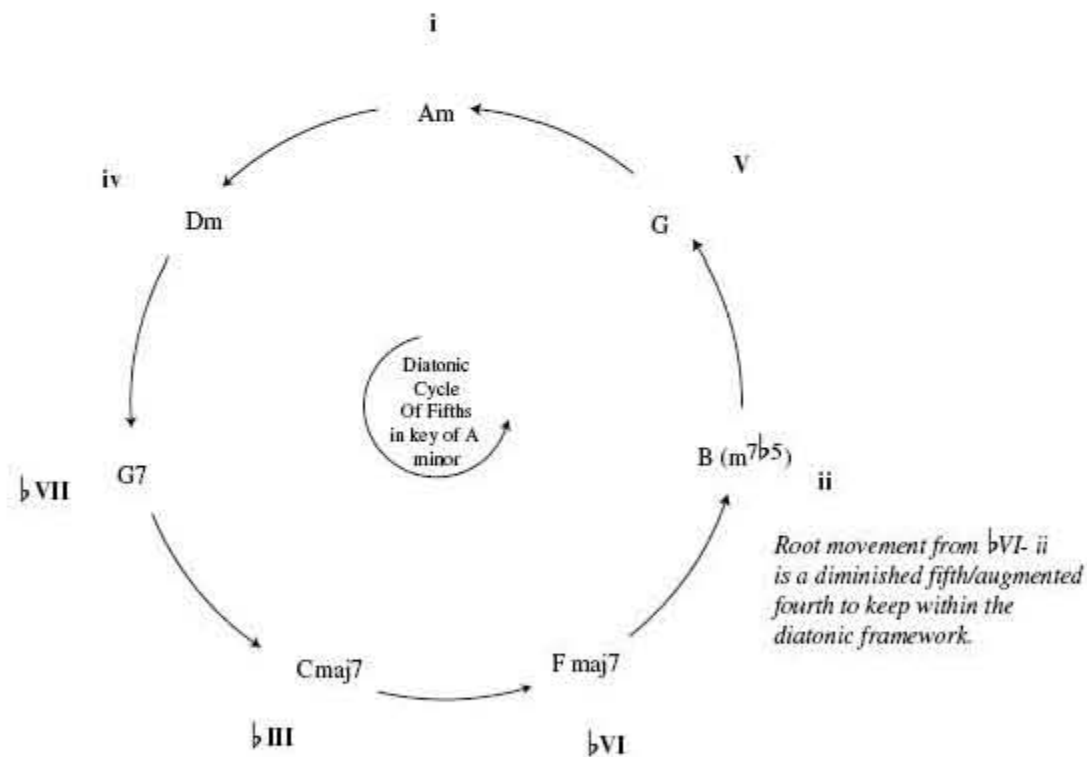 i
Am
V
iv
G
Dm
Diatonic
Cycle
Of Fifths
in key of A
minor
B (m7♭5)
♭VII
G7
ii
Root movement from ♭VI- ii
is a diminished fifth/augmented
fourth to keep within the
diatonic framework.
Cmaj7
F maj7
♭III
♭VI